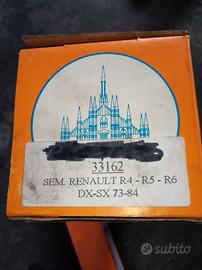 33162
SEM. RENAULT R4 - R5 - R6
DX-SX 73-84
subito